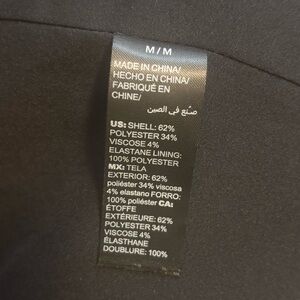 M/M
MADE IN CHINA/
HECHO EN CHINA/
FABRIQUÉ EN
CHINE/
صنع في الصين
US: SHELL: 62%
POLYESTER 34%
VISCOSE 4%
ELASTANE LINING:
100% POLYESTER
MX: TELA
EXTERIOR: 62%
poliéster 34% viscosa
4% elastano FORRO:
100% poliéster CA:
ÉTOFFE
EXTÉRIEURE: 62%
POLYESTER 34%
VISCOSE 4%
ÉLASTHANE
DOUBLURE: 100%